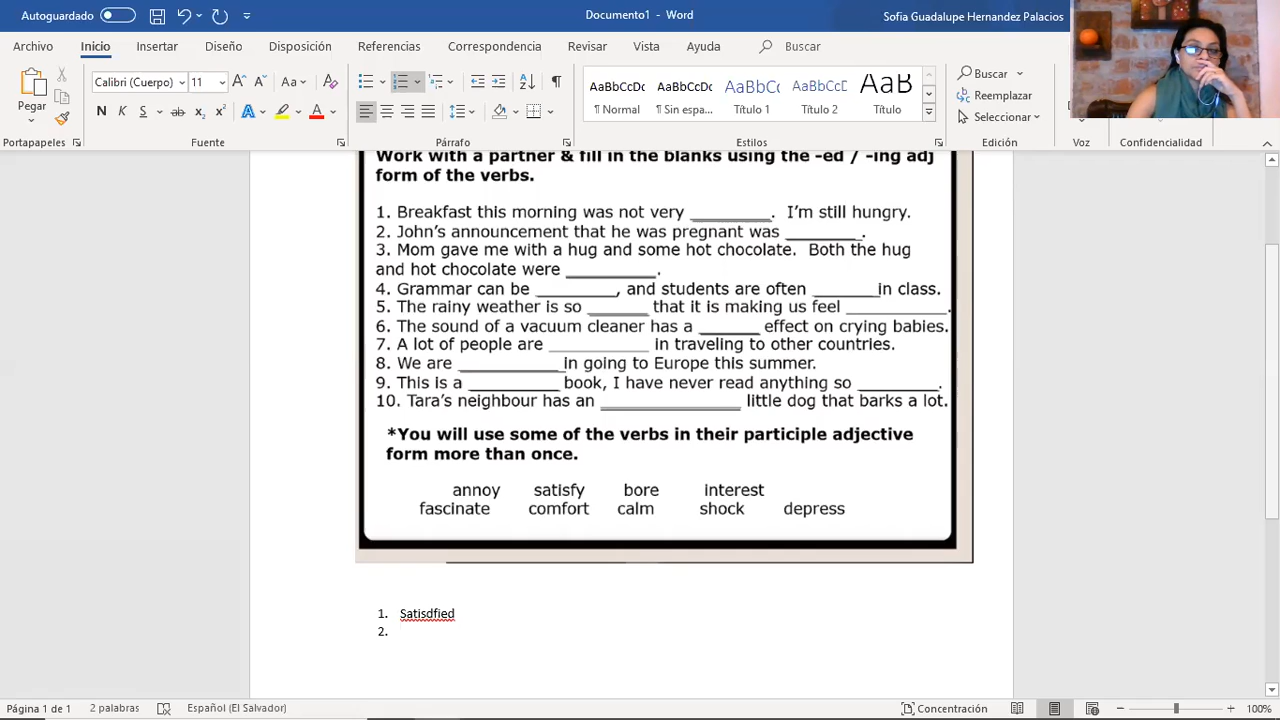 Autoguardado
Documento1 - Word
Sofia Guadalupe Hernandez Palacios
Archivo Inicio Insertar Diseño Disposición Referencias Correspondencia Revisar Vista Ayuda Buscar
Pegar
Calibri (Cuerpo) 11
AaBbCcDc AaBbCcDc AaBbCc AaBbCcD AaB
¶ Normal ¶ Sin espa... Título 1 Título 2 Título
Buscar
Reemplazar
Seleccionar
Portapapeles Fuente Párrafo Estilos Edición Voz Confidencialidad
Work with a partner & fill in the blanks using the -ed / -ing adj
form of the verbs.
1. Breakfast this morning was not very ________. I'm still hungry.
2. John's announcement that he was pregnant was ________.
3. Mom gave me with a hug and some hot chocolate. Both the hug
and hot chocolate were _________.
4. Grammar can be ________, and students are often ______in class.
5. The rainy weather is so ______ that it is making us feel __________.
6. The sound of a vacuum cleaner has a ______ effect on crying babies.
7. A lot of people are __________ in traveling to other countries.
8. We are __________in going to Europe this summer.
9. This is a _________ book, I have never read anything so ________.
10. Tara's neighbour has an ______________ little dog that barks a lot.
*You will use some of the verbs in their participle adjective
form more than once.
annoy satisfy bore interest
fascinate comfort calm shock depress
1. Satisdfied
2.
Página 1 de 1 2 palabras Español (El Salvador) Concentración 100%